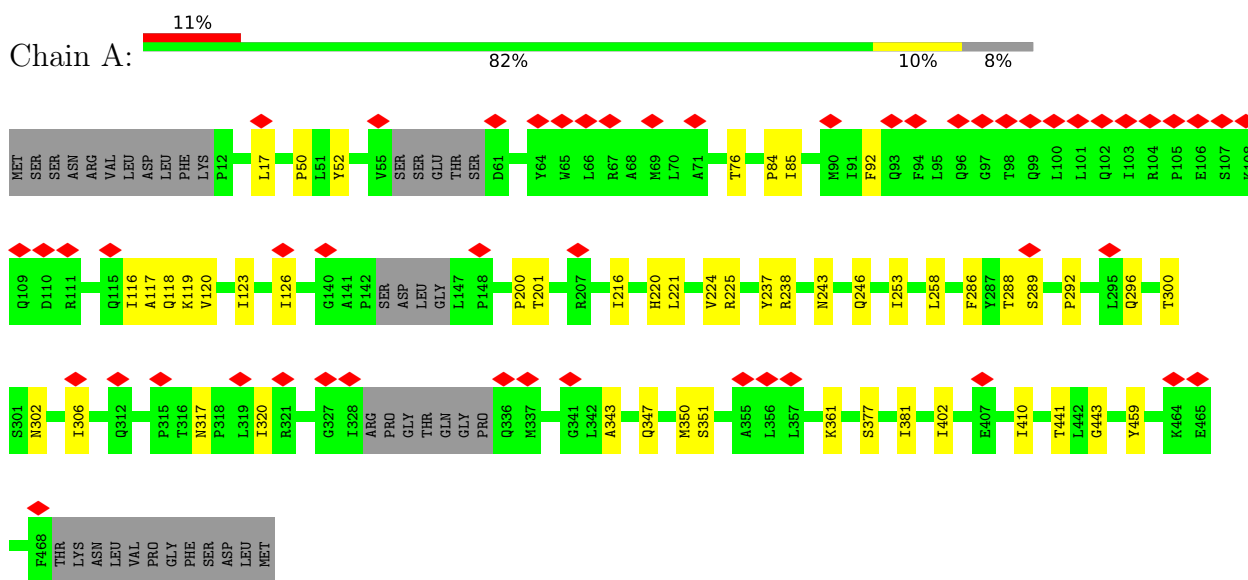 11%
Chain A:
82% 10% 8%
MET SER SER ASN ARG VAL LEU ASP LEU PHE LYS P12 L17 P50 L51 Y52 V55 SER SER GLU THR SER D61 Y64 W65 L66 R67 A68 M69 L70 A71 T76 P84 I85 M90 I91 F92 Q93 F94 L95 Q96 G97 T98 Q99 L100 L101 Q102 I103 R104 P105 E106 S107 K108
Q109 D110 R111 Q115 I116 A117 Q118 K119 V120 I123 I126 G140 A141 P142 SER ASP LEU GLY L147 P148 P200 T201 R207 I216 H220 L221 V224 R225 Y237 R238 N243 Q246 I253 L258 F286 Y287 T288 S289 P292 L295 Q296 T300
S301 N302 I306 Q312 P315 T316 N317 P318 L319 I320 R321 G327 I328 ARG PRO GLY THR GLN GLY PRO Q336 M337 G341 L342 A343 Q347 M350 S351 A355 L356 L357 K361 S377 I381 I402 E407 I410 T441 L442 G443 Y459 K464 E465
F468 THR LYS ASN LEU VAL PRO GLY PHE SER ASP LEU MET